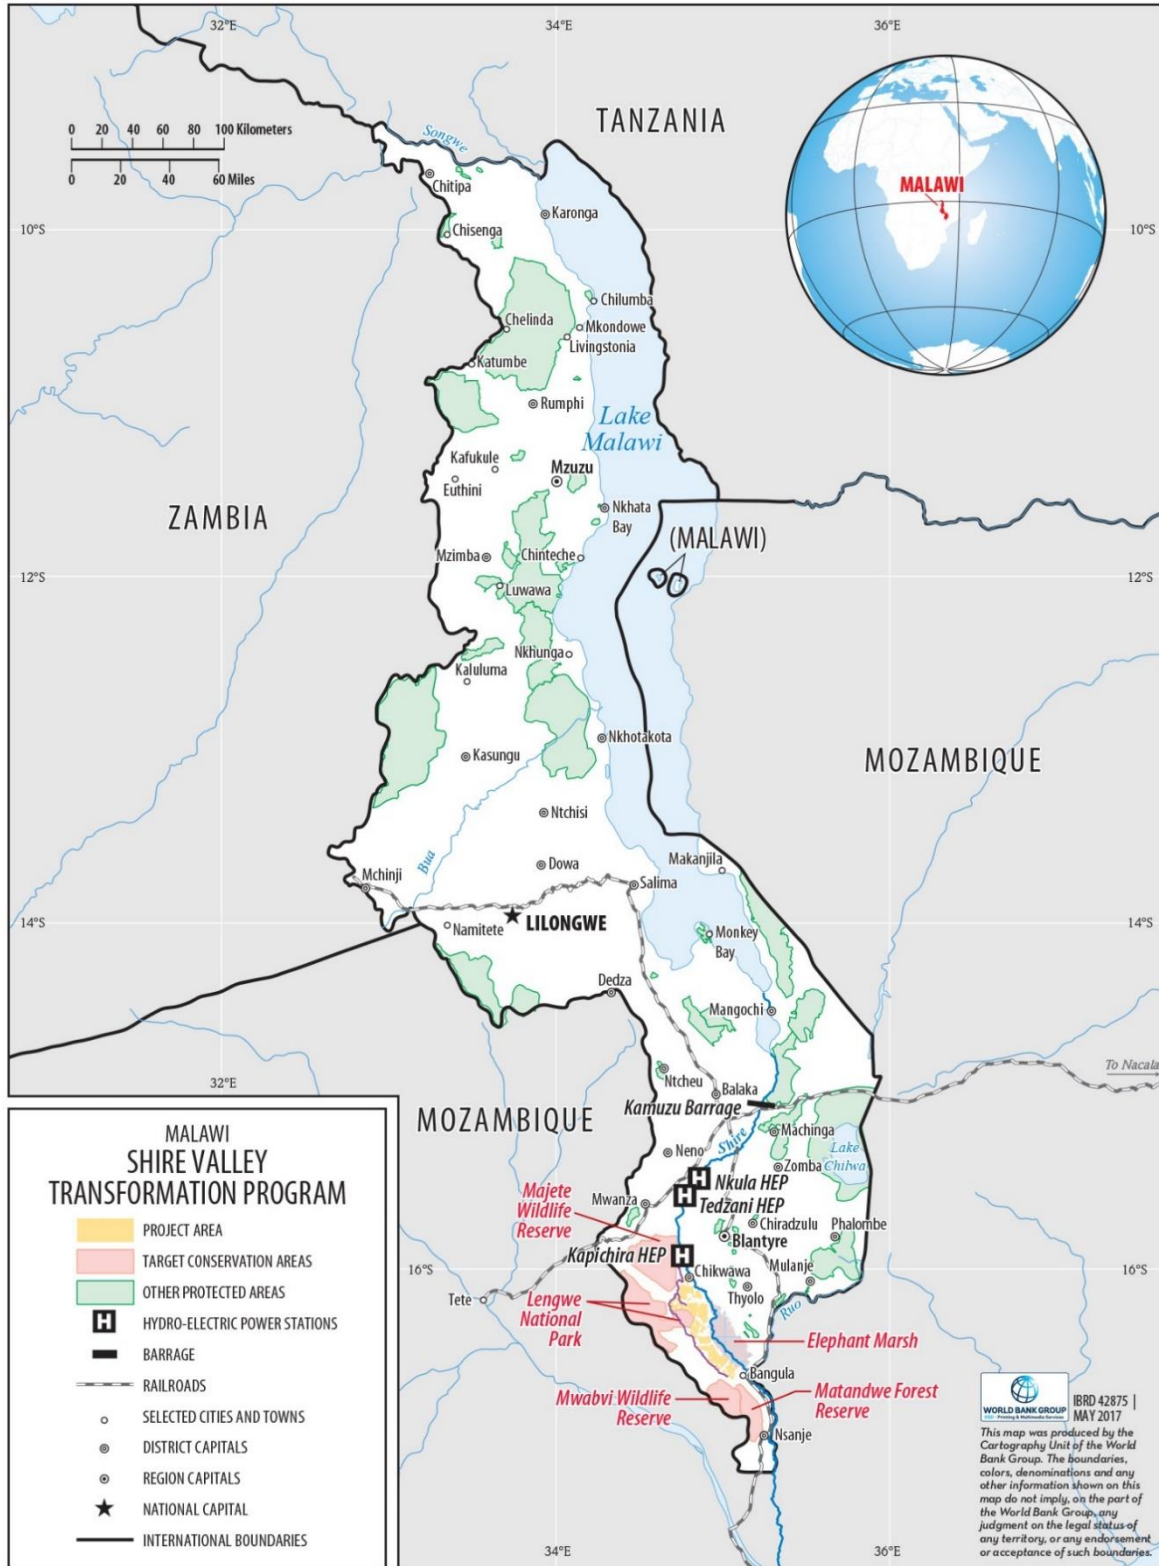 32°E
34°E
36°E
0 20 40 60 80 100 Kilometers
0 20 40 60 Miles
TANZANIA
Songwe
MALAWI
Chitipa
Karonga
10°S
10°S
Chisenga
Chilumba
Chelinda
Mkondowe
Livingstonia
Katumbe
Rumphi
Lake
Malawi
Kafukule
Mzuzu
Euthini
ZAMBIA
Nkhata
Bay
(MALAWI)
Mzimba
Chinteche
12°S
12°S
Luwawa
Nkhunga
Kaluluma
Nkhotakota
Kasungu
MOZAMBIQUE
Ntchisi
Bua
Dowa
Makanjila
Mchinji
Salima
14°S
14°S
Namitete
LILONGWE
Monkey
Bay
Dedza
Mangochi
To Nacala
32°E
Ntcheu
Balaka
Kamuzu Barrage
MOZAMBIQUE
Machinga
Shire
Lake
Chilwa
Neno
Zomba
Nkula HEP
Majete
Wildlife
Reserve
Mwanza
Tedzani HEP
Chiradzulu
Phalombe
Blantyre
Kapichira HEP
16°S
16°S
Chikwawa
Mulanje
Thyolo
Tete
Ruo
Lengwe
National
Park
Elephant Marsh
Bangula
Mwabvi Wildlife
Reserve
Matandwe Forest
Reserve
Nsanje
34°E
36°E
MALAWI
SHIRE VALLEY
TRANSFORMATION PROGRAM
PROJECT AREA
TARGET CONSERVATION AREAS
OTHER PROTECTED AREAS
H HYDRO-ELECTRIC POWER STATIONS
BARRAGE
RAILROADS
SELECTED CITIES AND TOWNS
DISTRICT CAPITALS
REGION CAPITALS
NATIONAL CAPITAL
INTERNATIONAL BOUNDARIES
WORLD BANK GROUP
Printing & Multimedia Services
IBRD 42875 |
MAY 2017
This map was produced by the
Cartography Unit of the World
Bank Group. The boundaries,
colors, denominations and any
other information shown on this
map do not imply, on the part of
the World Bank Group, any
judgment on the legal status of
any territory, or any endorsement
or acceptance of such boundaries.